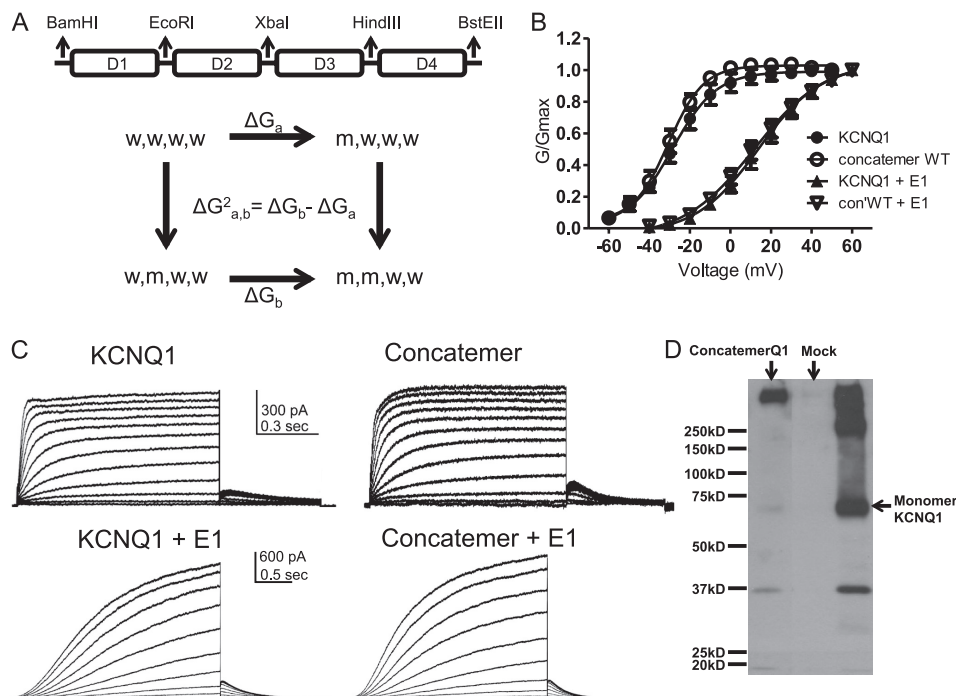 A
BamHI EcoRI XbaI HindIII BstEII
D1 D2 D3 D4
w,w,w,w ΔGa m,w,w,w
ΔG²a,b= ΔGb- ΔGa
w,m,w,w ΔGb m,m,w,w
B
G/Gmax
1.2
1.0
0.8
0.6
0.4
0.2
0.0
-60 -40 -20 0 20 40 60
Voltage (mV)
KCNQ1
concatemer WT
KCNQ1 + E1
con'WT + E1
C
KCNQ1
Concatemer
300 pA
0.3 sec
KCNQ1 + E1
Concatemer + E1
600 pA
0.5 sec
D
ConcatemerQ1 Mock
250kD
150kD
100kD
75kD
50kD
37kD
25kD
20kD
Monomer
KCNQ1